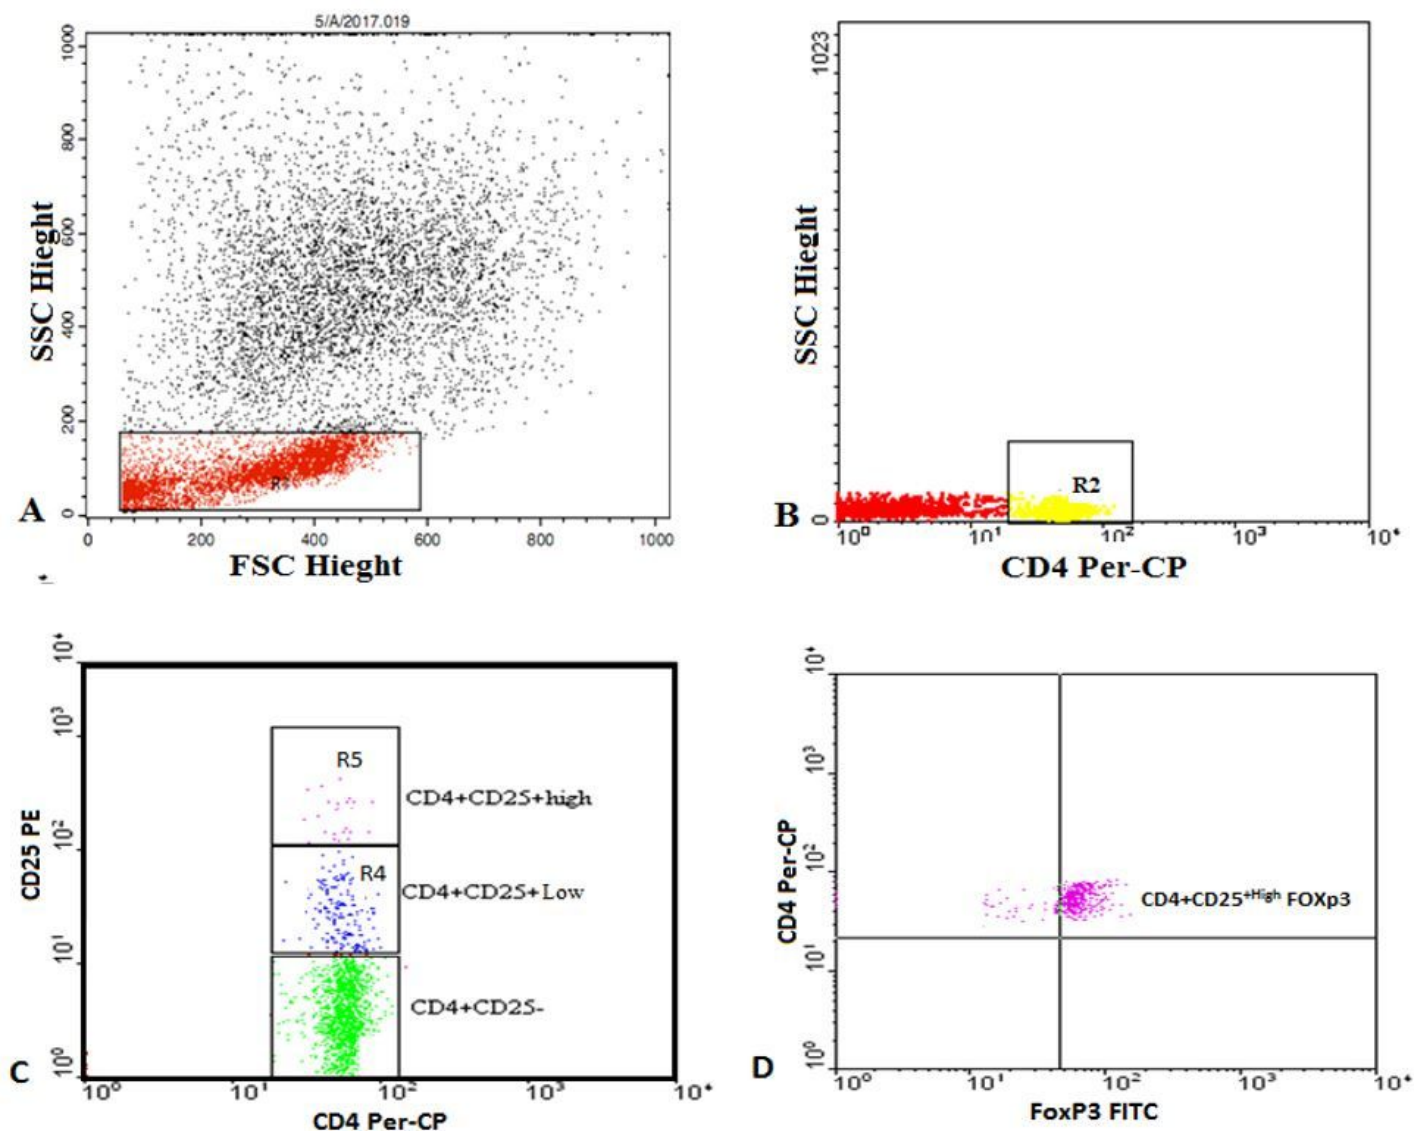 5/A/2017.019
1000
800
600
400
200
0
SSC Hieght
R1
A
0 200 400 600 800 1000
FSC Hieght
1023
0
SSC Hieght
R2
B
10⁰ 10¹ 10² 10³ 10⁴
CD4 Per-CP
10⁴
10³
10²
10¹
10⁰
CD25 PE
R5
CD4+CD25+high
R4
CD4+CD25+Low
CD4+CD25-
C
10⁰ 10¹ 10² 10³ 10⁴
CD4 Per-CP
10⁴
10³
10²
10¹
10⁰
CD4 Per-CP
CD4+CD25⁺ᴴⁱᵍʰ FOXp3
D
10⁰ 10¹ 10² 10³ 10⁴
FoxP3 FITC